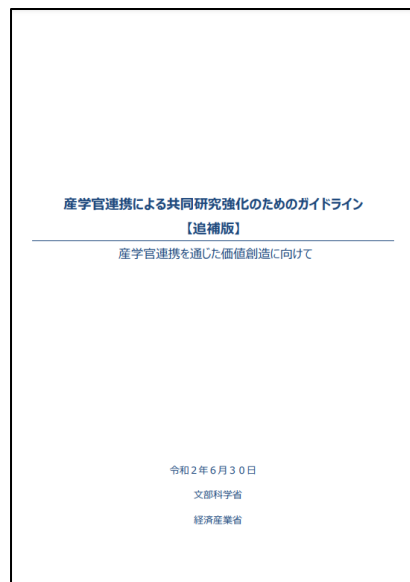 産学官連携による共同研究強化のためのガイドライン
【追補版】
産学官連携を通じた価値創造に向けて
令和２年６月３０日
文部科学省
経済産業省